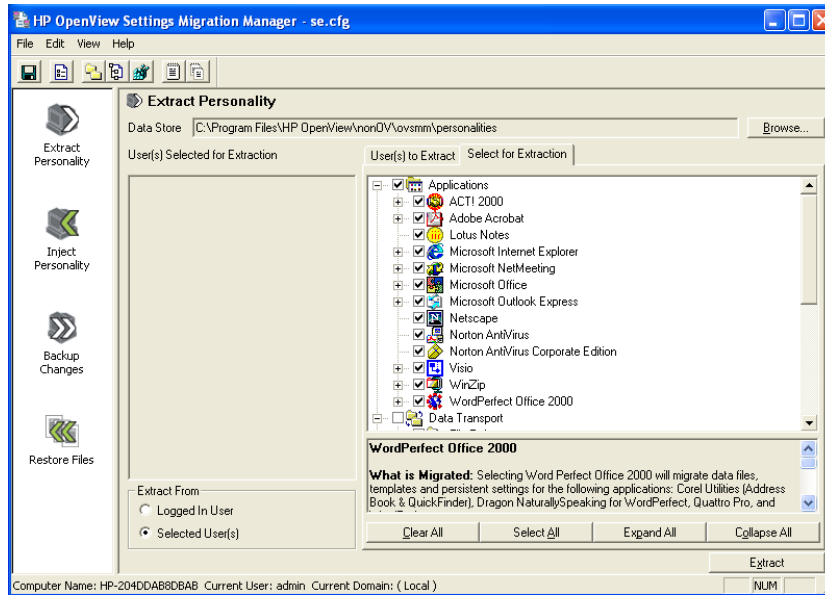 HP OpenView Settings Migration Manager - se.cfg
File Edit View Help
Extract Personality
Data Store C:\Program Files\HP OpenView\nonOV\ovsmm\personalities Browse...
User(s) Selected for Extraction
User(s) to Extract Select for Extraction
Extract
Personality
Inject
Personality
Backup
Changes
Restore Files
Applications
ACT! 2000
Adobe Acrobat
Lotus Notes
Microsoft Internet Explorer
Microsoft NetMeeting
Microsoft Office
Microsoft Outlook Express
Netscape
Norton AntiVirus
Norton AntiVirus Corporate Edition
Visio
WinZip
WordPerfect Office 2000
Data Transport
WordPerfect Office 2000
What is Migrated: Selecting Word Perfect Office 2000 will migrate data files,
templates and persistent settings for the following applications: Corel Utilities (Address
Book & QuickFinder), Dragon NaturallySpeaking for WordPerfect, Quattro Pro, and
Extract From
Logged In User
Selected User(s)
Clear All Select All Expand All Collapse All
Extract
Computer Name: HP-204DDAB8DBAB Current User: admin Current Domain: ( Local ) NUM